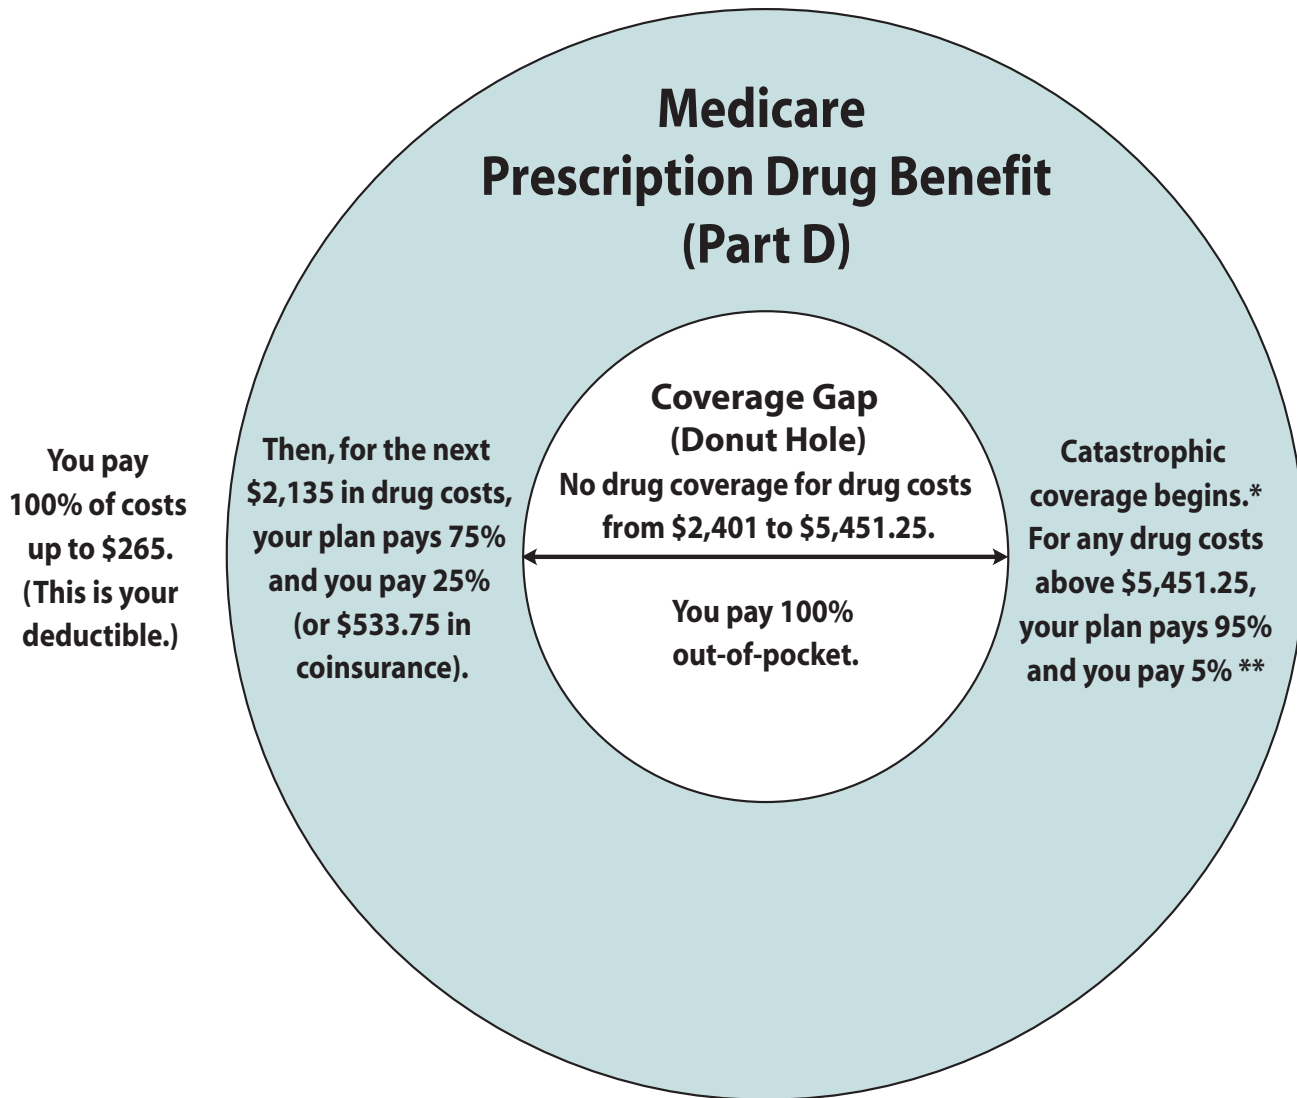 Medicare
Prescription Drug Benefit
(Part D)
You pay
100% of costs
up to $265.
(This is your
deductible.)
Then, for the next
$2,135 in drug costs,
your plan pays 75%
and you pay 25%
(or $533.75 in
coinsurance).
Coverage Gap
(Donut Hole)
No drug coverage for drug costs
from $2,401 to $5,451.25.
You pay 100%
out-of-pocket.
Catastrophic
coverage begins.*
For any drug costs
above $5,451.25,
your plan pays 95%
and you pay 5% **